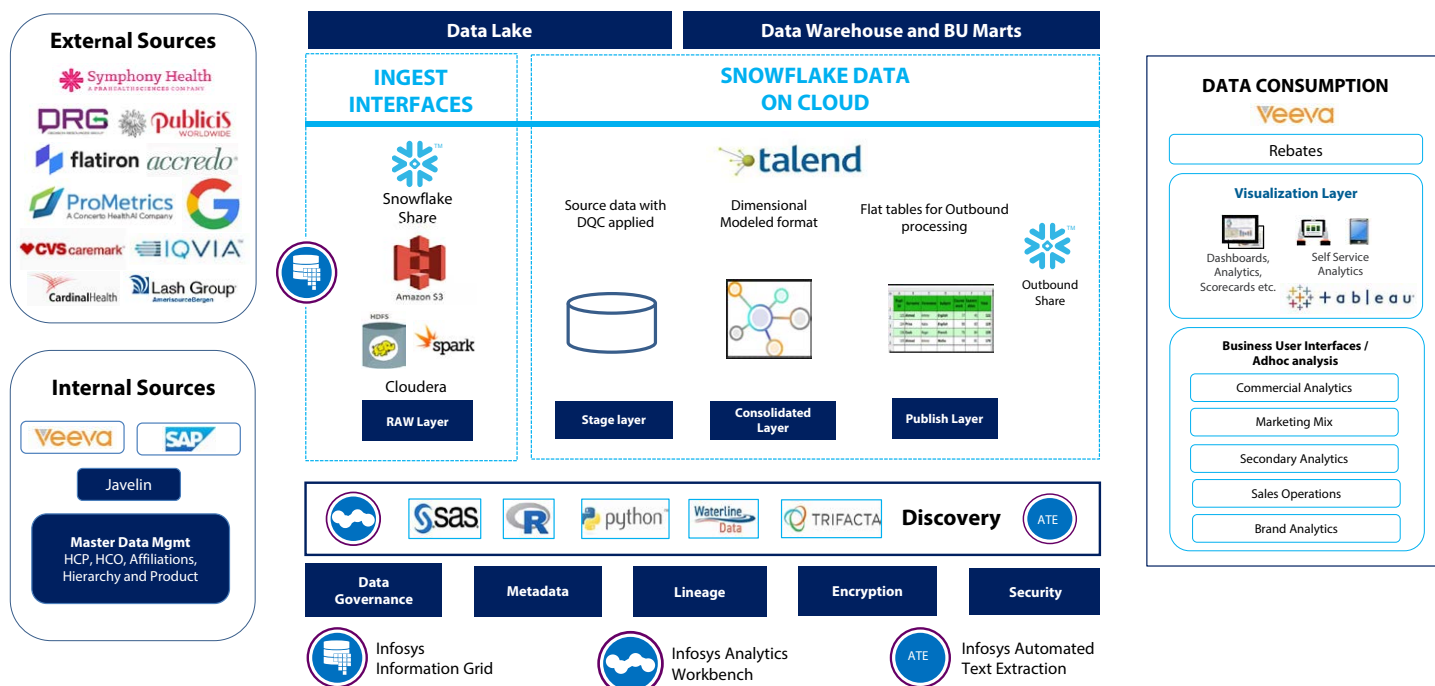 External Sources
Symphony Health
A PRAHEALTHSCIENCES COMPANY
DRG
publicis
WORLDWIDE
flatiron
accredo
ProMetrics
A Concerto HealthAI Company
CVS caremark
IQVIA™
CardinalHealth
Lash Group
AmerisourceBergen
Internal Sources
Veeva
SAP
Javelin
Master Data Mgmt
HCP, HCO, Affiliations,
Hierarchy and Product
Data Lake
Data Warehouse and BU Marts
INGEST
INTERFACES
SNOWFLAKE DATA
ON CLOUD
™
Snowflake
Share
Amazon S3
HDFS
Spark
Cloudera
RAW Layer
talend
Source data with
DQC applied
Stage layer
Dimensional
Modeled format
Consolidated
Layer
Flat tables for Outbound
processing
Publish Layer
™
Outbound
Share
sas
R
python™
Waterline
Data
TRIFACTA
Discovery
ATE
Data
Governance
Metadata
Lineage
Encryption
Security
Infosys
Information Grid
Infosys Analytics
Workbench
ATE
Infosys Automated
Text Extraction
DATA CONSUMPTION
Veeva
Rebates
Visualization Layer
Dashboards,
Analytics,
Scorecards etc.
Self Service
Analytics
+ableau
Business User Interfaces /
Adhoc analysis
Commercial Analytics
Marketing Mix
Secondary Analytics
Sales Operations
Brand Analytics